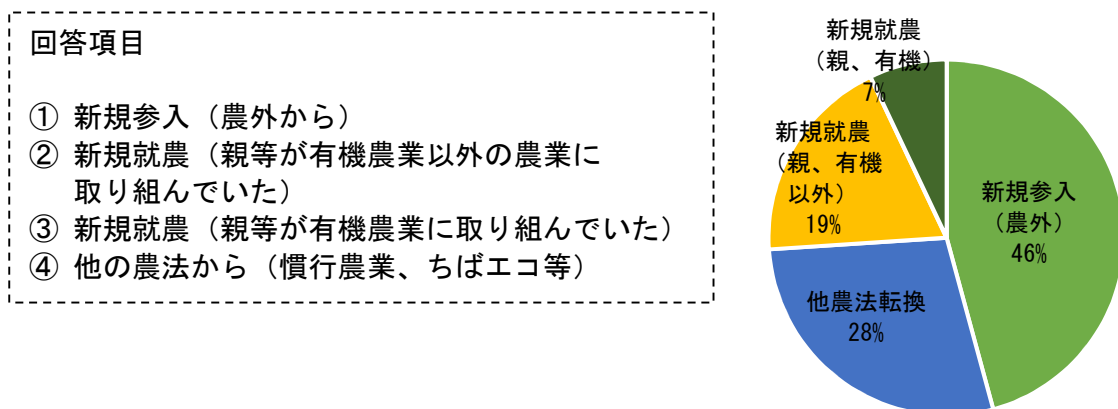 回答項目
① 新規参入（農外から）
② 新規就農（親等が有機農業以外の農業に
取り組んでいた）
③ 新規就農（親等が有機農業に取り組んでいた）
④ 他の農法から（慣行農業、ちばエコ等）
新規就農
（親、有機）
7%
新規就農
（親、有機
以外）
19%
新規参入
（農外）
46%
他農法転換
28%